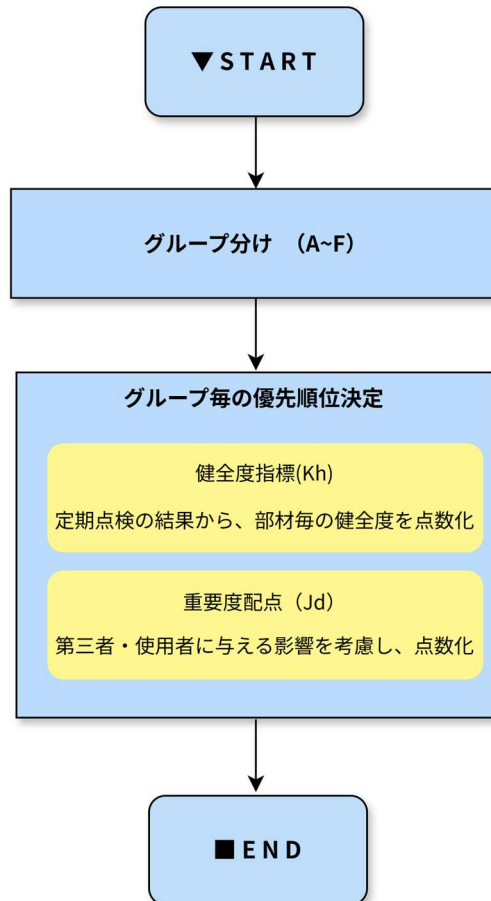 ▼START
グループ分け （A~F）
グループ毎の優先順位決定
健全度指標(Kh)
定期点検の結果から、部材毎の健全度を点数化
重要度配点（Jd）
第三者・使用者に与える影響を考慮し、点数化
■END